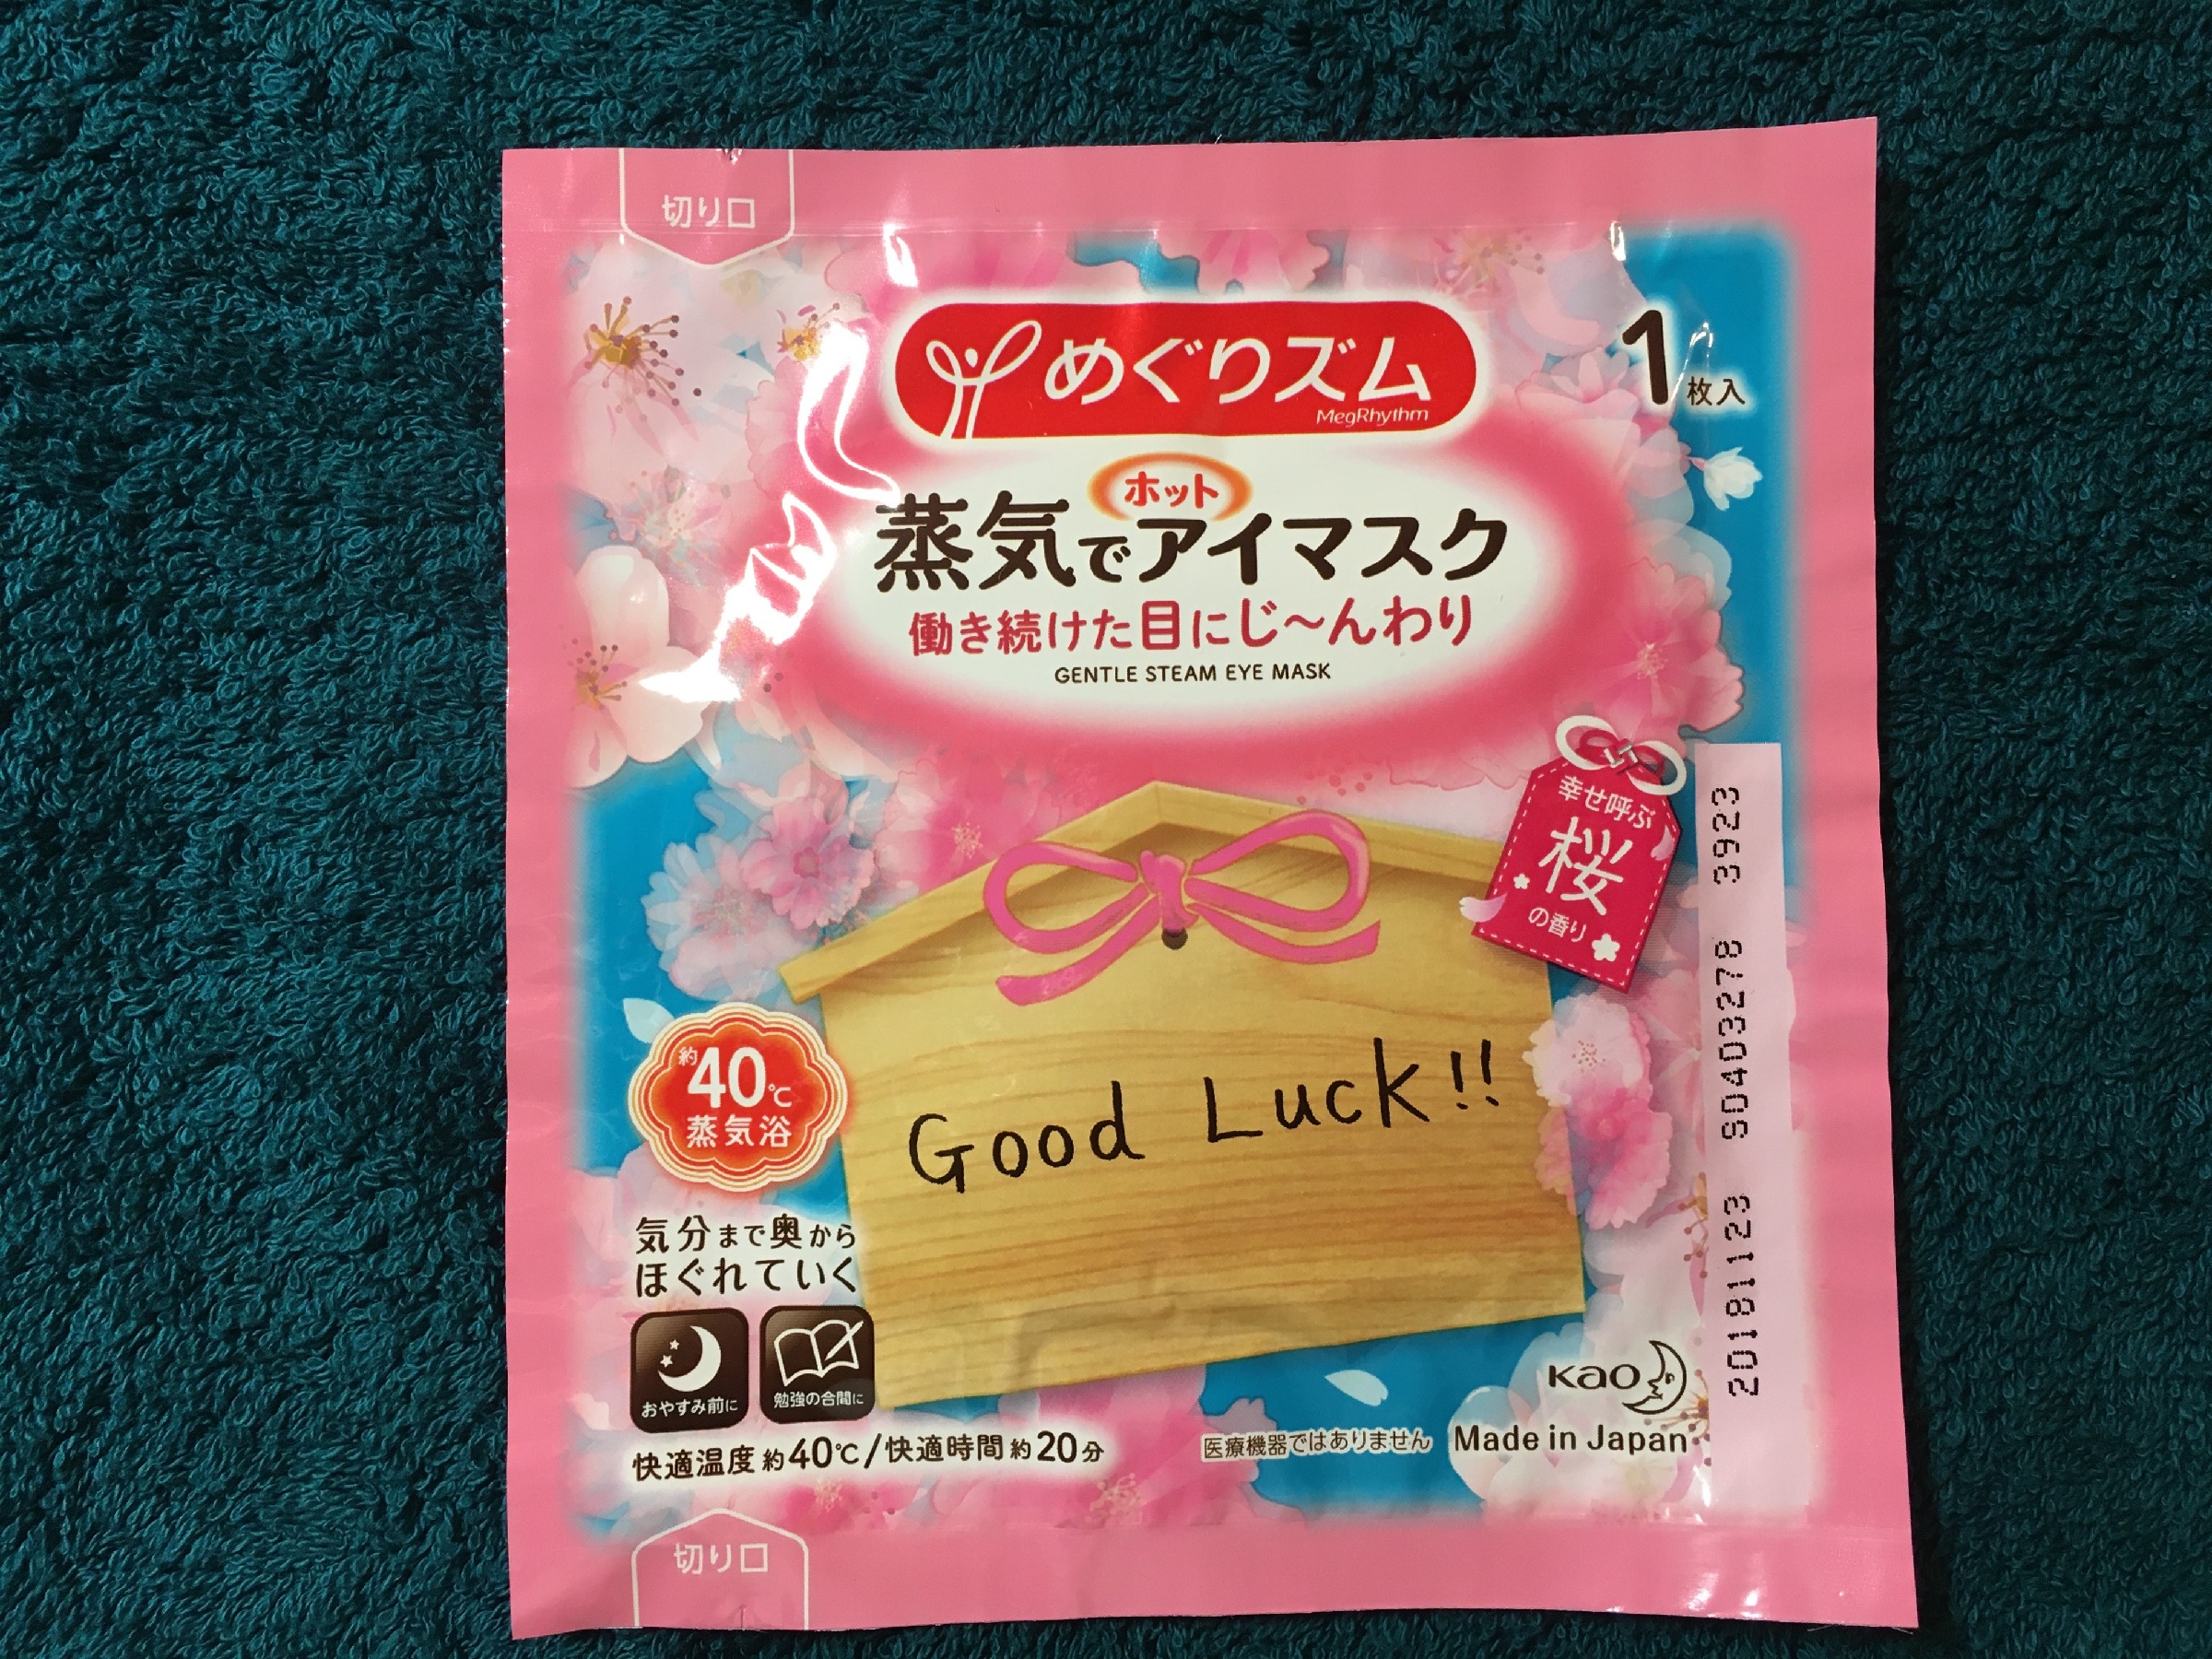 切り口
めぐりズム
MegRhythm
1枚入
ホット
蒸気でアイマスク
働き続けた目にじ〜んわり
GENTLE STEAM EYE MASK
幸せ呼ぶ
桜
の香り
Good Luck!!
約40℃
蒸気浴
気分まで奥から
ほぐれていく
おやすみ前に
勉強の合間に
快適温度約40℃/快適時間約20分
医療機器ではありません
Kao
Made in Japan
20181123 S0403278 3923
切り口